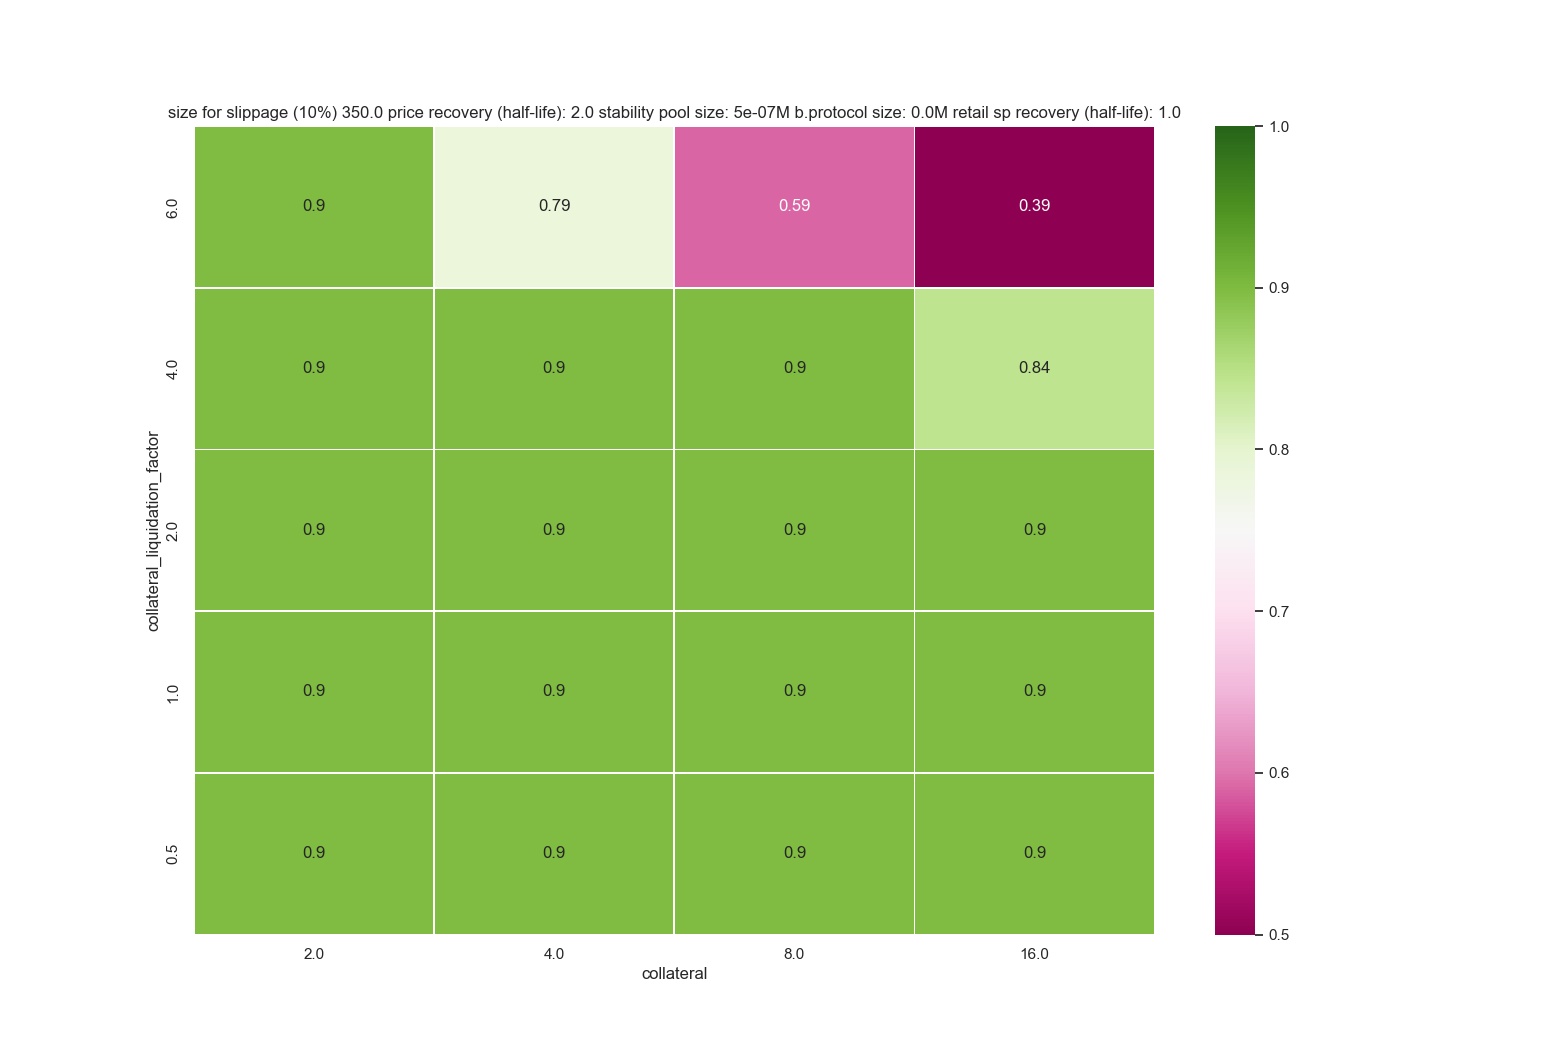 size for slippage (10%) 350.0 price recovery (half-life): 2.0 stability pool size: 5e-07M b.protocol size: 0.0M retail sp recovery (half-life): 1.0
collateral_liquidation_factor
6.0 0.9 0.79 0.59 0.39
4.0 0.9 0.9 0.9 0.84
2.0 0.9 0.9 0.9 0.9
1.0 0.9 0.9 0.9 0.9
0.5 0.9 0.9 0.9 0.9
2.0 4.0 8.0 16.0
collateral
1.0
0.9
0.8
0.7
0.6
0.5